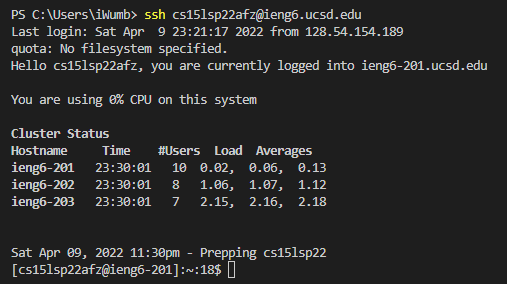 PS C:\Users\iWumb> ssh cs15lsp22afz@ieng6.ucsd.edu
Last login: Sat Apr  9 23:21:17 2022 from 128.54.154.189
quota: No filesystem specified.
Hello cs15lsp22afz, you are currently logged into ieng6-201.ucsd.edu
You are using 0% CPU on this system
Cluster Status
Hostname     Time    #Users  Load  Averages
ieng6-201   23:30:01   10  0.02,  0.06,  0.13
ieng6-202   23:30:01   8   1.06,  1.07,  1.12
ieng6-203   23:30:01   7   2.15,  2.16,  2.18
Sat Apr 09, 2022 11:30pm - Prepping cs15lsp22
[cs15lsp22afz@ieng6-201]:~:18$